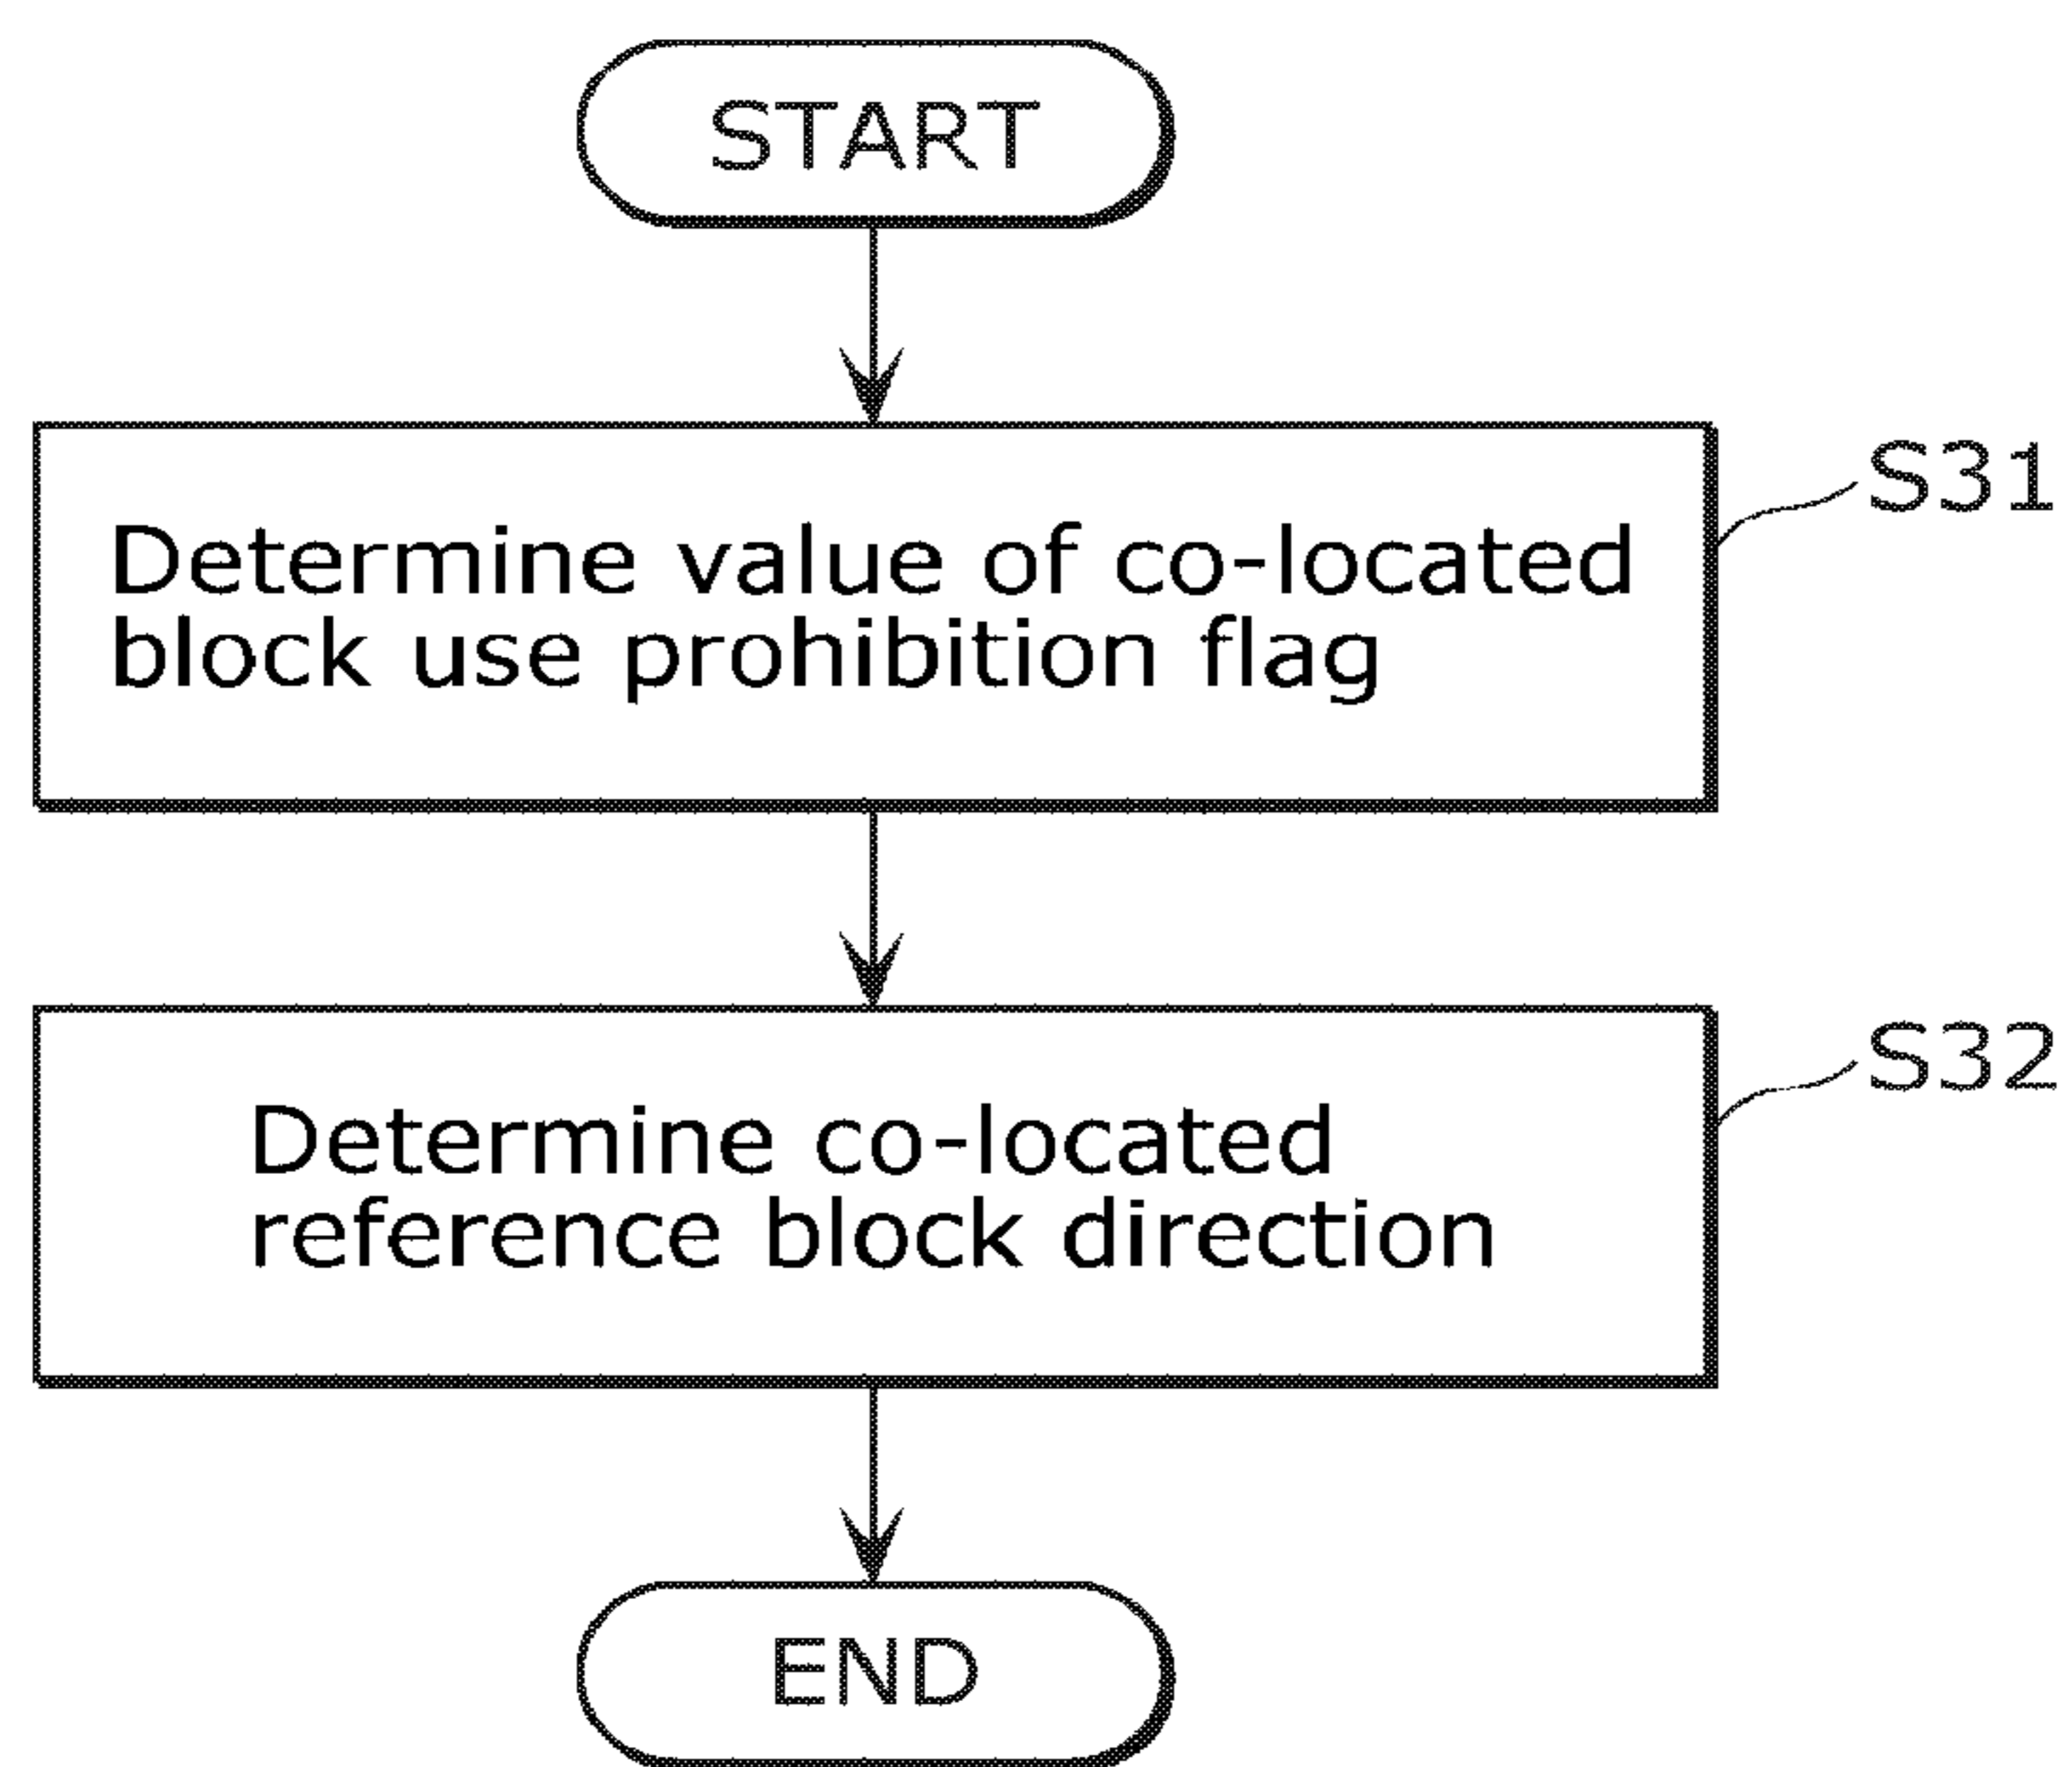 START
Determine value of co-located
block use prohibition flag
S31
Determine co-located
reference block direction
S32
END